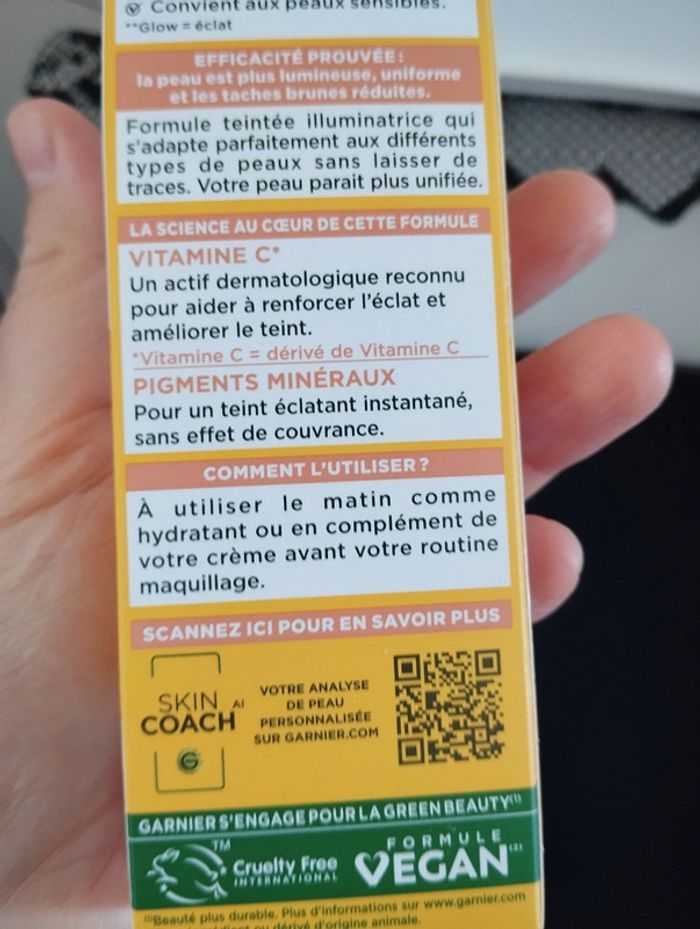 Convient aux peaux sensibles.
**Glow = éclat
EFFICACITÉ PROUVÉE :
la peau est plus lumineuse, uniforme
et les taches brunes réduites.
Formule teintée illuminatrice qui
s'adapte parfaitement aux différents
types de peaux sans laisser de
traces. Votre peau parait plus unifiée.
LA SCIENCE AU CŒUR DE CETTE FORMULE
VITAMINE C*
Un actif dermatologique reconnu
pour aider à renforcer l'éclat et
améliorer le teint.
*Vitamine C = dérivé de Vitamine C
PIGMENTS MINÉRAUX
Pour un teint éclatant instantané,
sans effet de couvrance.
COMMENT L'UTILISER ?
À utiliser le matin comme
hydratant ou en complément de
votre crème avant votre routine
maquillage.
SCANNEZ ICI POUR EN SAVOIR PLUS
SKIN AI
COACH
G
VOTRE ANALYSE
DE PEAU
PERSONNALISÉE
SUR GARNIER.COM
GARNIER S'ENGAGE POUR LA GREEN BEAUTY(1)
TM
Cruelty Free
INTERNATIONAL
FORMULE
VEGAN(2)
(1)Beauté plus durable. Plus d'informations sur www.garnier.com
ou dérivé d'origine animale.